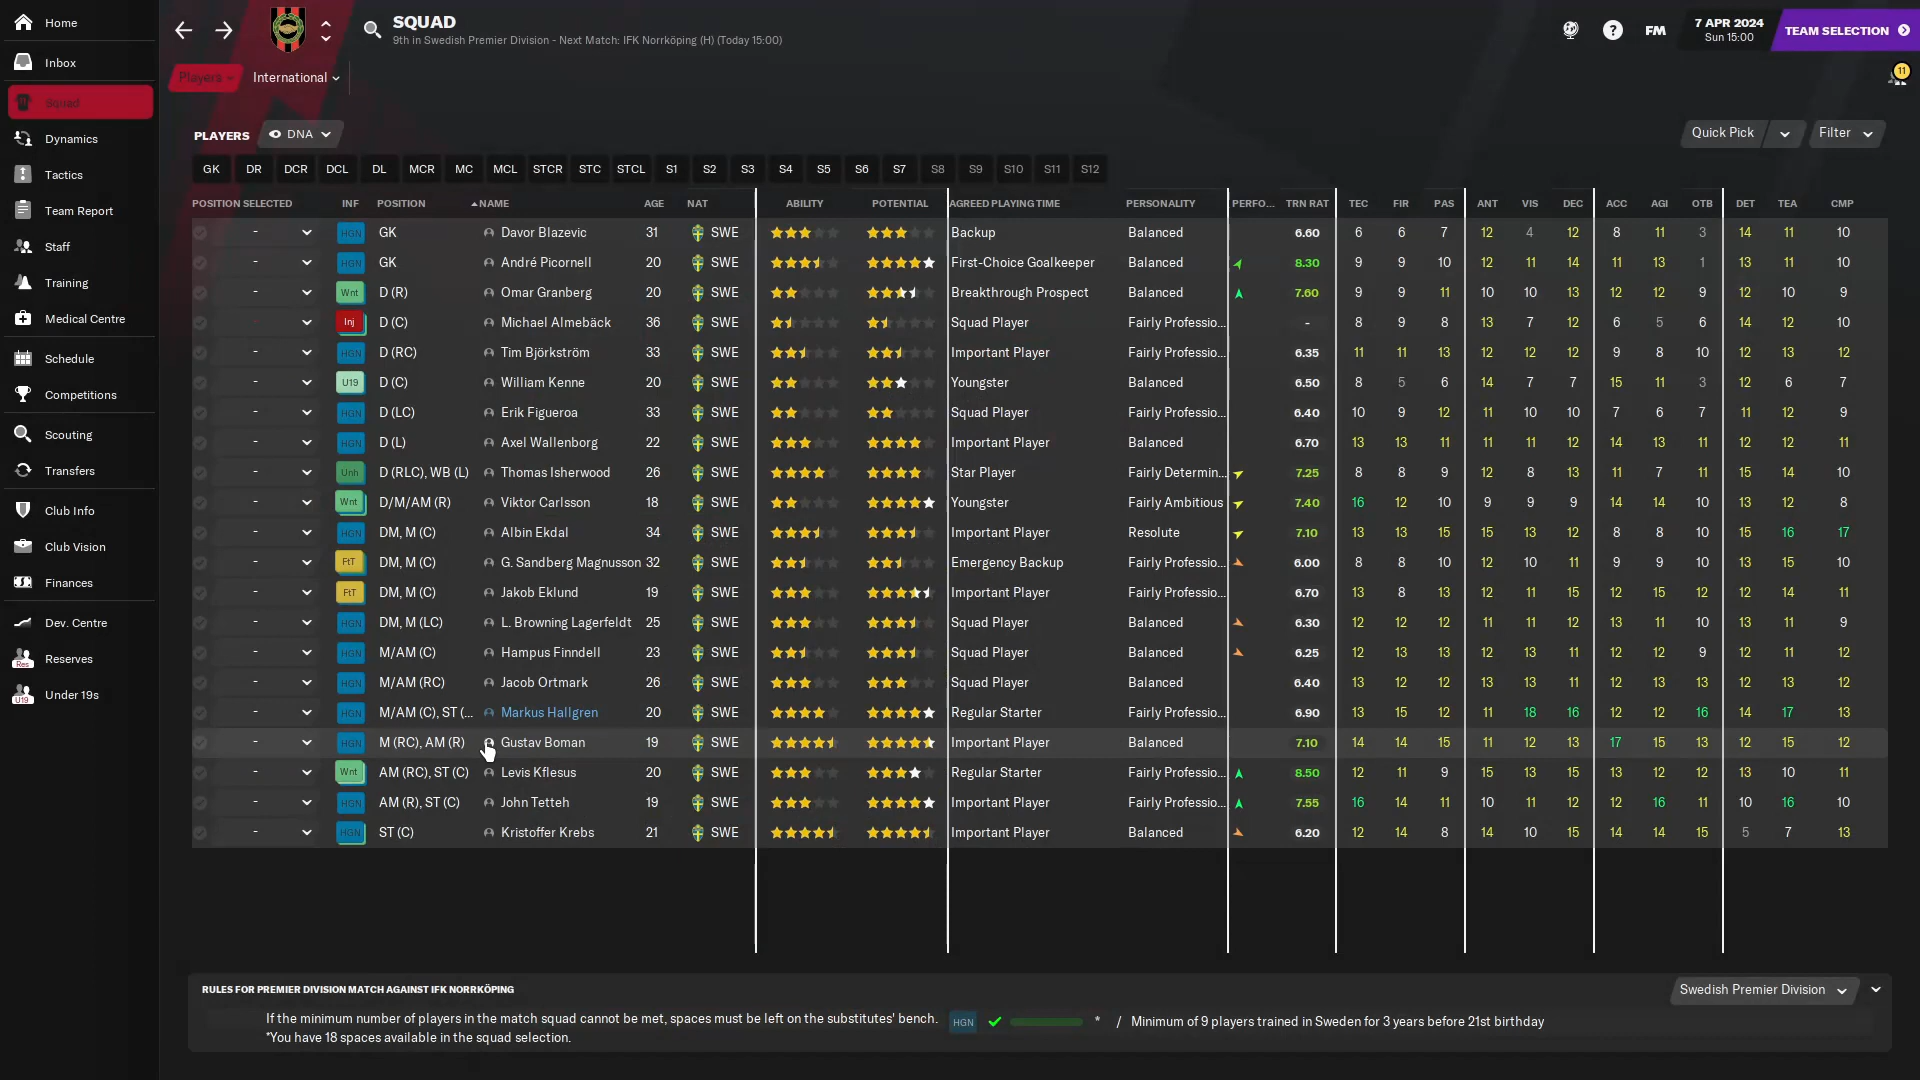 Home
Inbox
Squad
Dynamics
Tactics
Team Report
Staff
Training
Medical Centre
Schedule
Competitions
Scouting
Transfers
Club Info
Club Vision
Finances
Dev. Centre
Res Reserves
U19 Under 19s
SQUAD
9th in Swedish Premier Division - Next Match: IFK Norrköping (H) (Today 15:00)
FM
7 APR 2024
Sun 15:00
TEAM SELECTION
Players International
11
PLAYERS DNA Quick Pick Filter
GK DR DCR DCL DL MCR MC MCL STCR STC STCL S1 S2 S3 S4 S5 S6 S7 S8 S9 S10 S11 S12
POSITION SELECTED INF POSITION NAME AGE NAT ABILITY POTENTIAL AGREED PLAYING TIME PERSONALITY PERFO... TRN RAT TEC FIR PAS ANT VIS DEC ACC AGI OTB DET TEA CMP
- HGN GK Davor Blazevic 31 SWE Backup Balanced 6.60 6 6 7 12 4 12 8 11 3 14 11 10
- HGN GK André Picornell 20 SWE First-Choice Goalkeeper Balanced 8.30 9 9 10 12 11 14 11 13 1 13 11 10
- Wnt D (R) Omar Granberg 20 SWE Breakthrough Prospect Balanced 7.60 9 9 11 10 10 13 12 12 9 12 10 9
- Inj D (C) Michael Almebäck 36 SWE Squad Player Fairly Professio... - 8 9 8 13 7 12 6 5 6 14 12 10
- HGN D (RC) Tim Björkström 33 SWE Important Player Fairly Professio... 6.35 11 11 13 12 12 12 9 8 10 12 13 12
- U19 D (C) William Kenne 20 SWE Youngster Balanced 6.50 8 5 6 14 7 7 15 11 3 12 6 7
- HGN D (LC) Erik Figueroa 33 SWE Squad Player Fairly Professio... 6.40 10 9 12 11 10 10 7 6 7 11 12 9
- HGN D (L) Axel Wallenborg 22 SWE Important Player Balanced 6.70 13 13 11 11 11 12 14 13 11 12 12 11
- Unh D (RLC), WB (L) Thomas Isherwood 26 SWE Star Player Fairly Determin... 7.25 8 8 9 12 8 13 11 7 11 15 14 10
- Wnt D/M/AM (R) Viktor Carlsson 18 SWE Youngster Fairly Ambitious 7.40 16 12 10 9 9 9 14 14 10 13 12 8
- HGN DM, M (C) Albin Ekdal 34 SWE Important Player Resolute 7.10 13 13 15 15 13 12 8 8 10 15 16 17
- FtT DM, M (C) G. Sandberg Magnusson 32 SWE Emergency Backup Fairly Professio... 6.00 8 8 10 12 10 11 9 9 10 13 15 10
- FtT DM, M (C) Jakob Eklund 19 SWE Important Player Fairly Professio... 6.70 13 8 13 12 11 15 12 15 12 12 14 11
- HGN DM, M (LC) L. Browning Lagerfeldt 25 SWE Squad Player Balanced 6.30 12 12 12 11 11 12 13 11 10 13 11 9
- HGN M/AM (C) Hampus Finndell 23 SWE Squad Player Balanced 6.25 12 13 13 12 13 11 12 12 9 12 11 12
- HGN M/AM (RC) Jacob Ortmark 26 SWE Squad Player Balanced 6.40 13 12 12 13 13 11 12 13 13 12 13 12
- HGN M/AM (C), ST (... Markus Hallgren 20 SWE Regular Starter Fairly Professio... 6.90 13 15 12 11 18 16 12 12 16 14 17 13
- HGN M (RC), AM (R) Gustav Boman 19 SWE Important Player Balanced 7.10 14 14 15 11 12 13 17 15 13 12 15 12
- Wnt AM (RC), ST (C) Levis Kflesus 20 SWE Regular Starter Fairly Professio... 8.50 12 11 9 15 13 15 13 12 12 13 10 11
- HGN AM (R), ST (C) John Tetteh 19 SWE Important Player Fairly Professio... 7.55 16 14 11 10 11 12 12 16 11 10 16 10
- HGN ST (C) Kristoffer Krebs 21 SWE Important Player Balanced 6.20 12 14 8 14 10 15 14 14 15 5 7 13
RULES FOR PREMIER DIVISION MATCH AGAINST IFK NORRKÖPING Swedish Premier Division
If the minimum number of players in the match squad cannot be met, spaces must be left on the substitutes' bench.
*You have 18 spaces available in the squad selection.
HGN * / Minimum of 9 players trained in Sweden for 3 years before 21st birthday